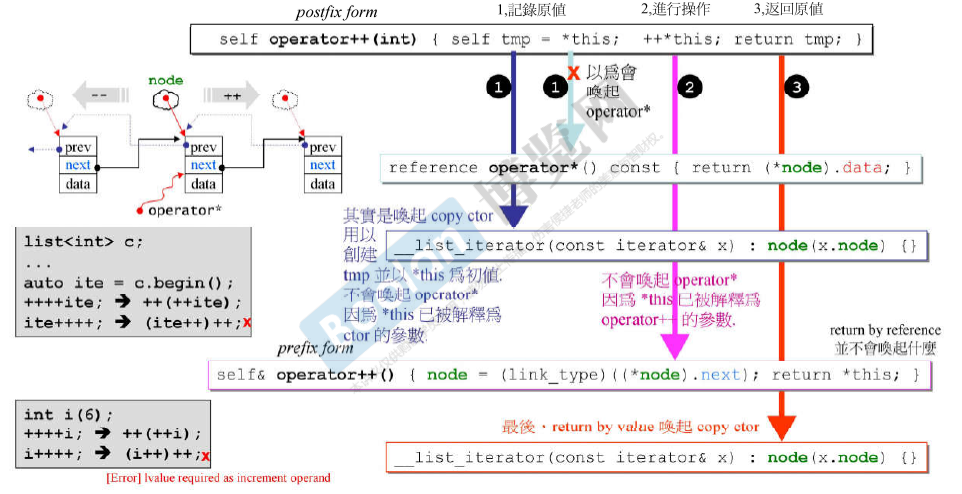 postfix form
1,記錄原値
2,進行操作
3,返回原値
self operator++(int) { self tmp = *this; ++*this; return tmp; }
1
1
2
3
x 以爲會
喚起
operator*
node
--
++
prev
next
data
prev
next
data
prev
next
data
operator*
reference operator*() const { return (*node).data; }
其實是喚起 copy ctor
用以
創建
tmp 並以 *this 爲初値.
不會喚起 operator*
因爲 *this 已被解釋爲
ctor 的參數.
__list_iterator(const iterator& x) : node(x.node) {}
不會喚起 operator*
因爲 *this 已被解釋爲
operator++ 的參數.
list<int> c;
...
auto ite = c.begin();
++++ite; ➔ ++(++ite);
ite++++; ➔ (ite++)++;x
return by reference
並不會喚起什麼
prefix form
self& operator++() { node = (link_type)((*node).next); return *this; }
int i(6);
++++i; ➔ ++(++i);
i++++; ➔ (i++)++;x
[Error] lvalue required as increment operand
最後、return by value 喚起 copy ctor
__list_iterator(const iterator& x) : node(x.node) {}
Boolan
博览网